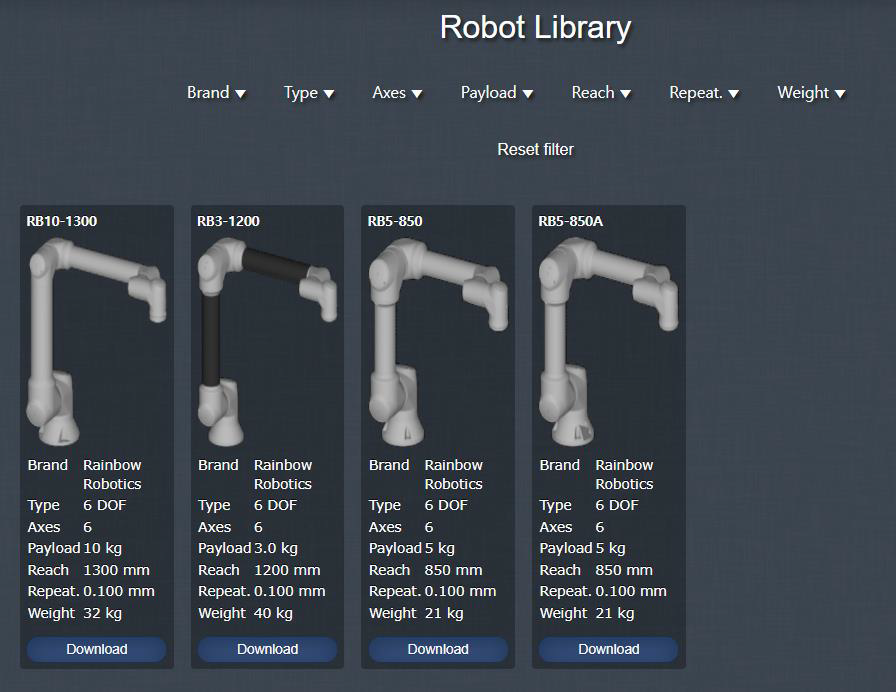 Robot Library
Brand ▼ Type ▼ Axes ▼ Payload ▼ Reach ▼ Repeat. ▼ Weight ▼
Reset filter
RB10-1300
Brand Rainbow
Robotics
Type 6 DOF
Axes 6
Payload 10 kg
Reach 1300 mm
Repeat. 0.100 mm
Weight 32 kg
Download
RB3-1200
Brand Rainbow
Robotics
Type 6 DOF
Axes 6
Payload 3.0 kg
Reach 1200 mm
Repeat. 0.100 mm
Weight 40 kg
Download
RB5-850
Brand Rainbow
Robotics
Type 6 DOF
Axes 6
Payload 5 kg
Reach 850 mm
Repeat. 0.100 mm
Weight 21 kg
Download
RB5-850A
Brand Rainbow
Robotics
Type 6 DOF
Axes 6
Payload 5 kg
Reach 850 mm
Repeat. 0.100 mm
Weight 21 kg
Download